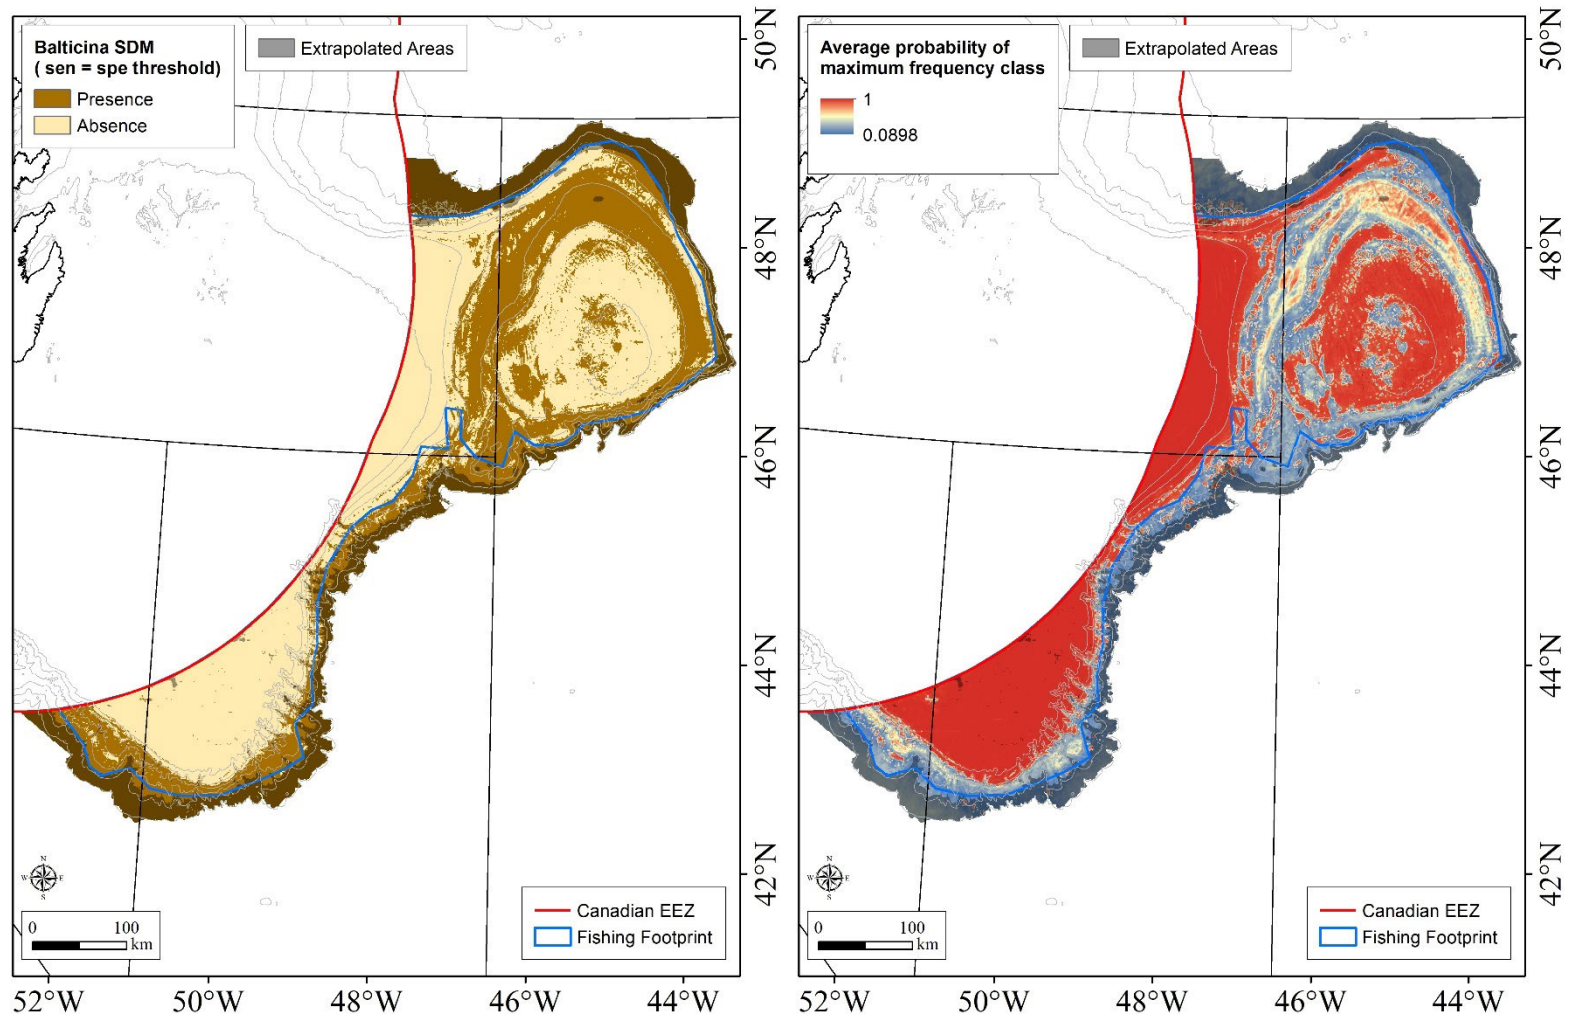 Balticina SDM
( sen = spe threshold)
Presence
Absence
Extrapolated Areas
N
W
E
S
0 100
km
Canadian EEZ
Fishing Footprint
50°N
48°N
46°N
44°N
42°N
52°W 50°W 48°W 46°W 44°W
Average probability of
maximum frequency class
1
0.0898
Extrapolated Areas
N
W
E
S
0 100
km
Canadian EEZ
Fishing Footprint
50°N
48°N
46°N
44°N
42°N
52°W 50°W 48°W 46°W 44°W